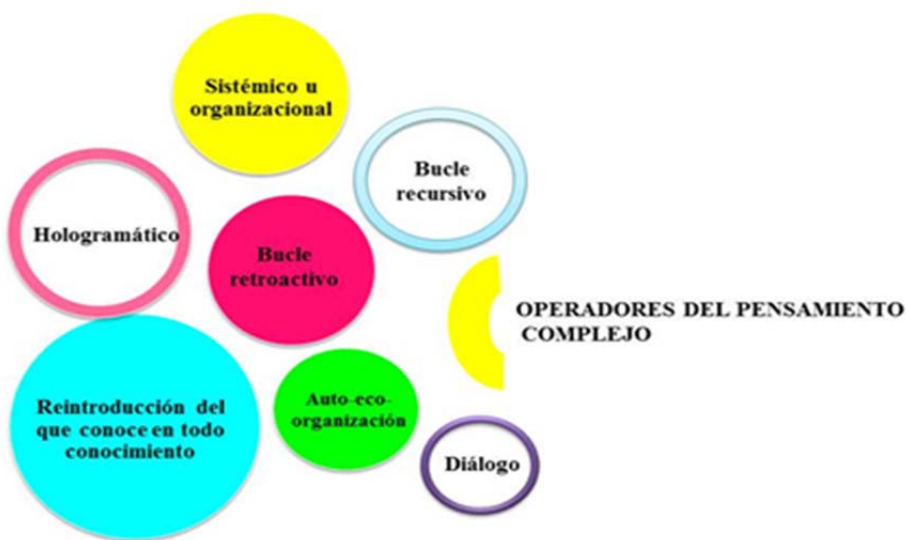 Sistémico u
organizacional
Bucle
recursivo
Hologramático
Bucle
retroactivo
OPERADORES DEL PENSAMIENTO
COMPLEJO
Reintroducción del
que conoce en todo
conocimiento
Auto-eco-
organización
Diálogo